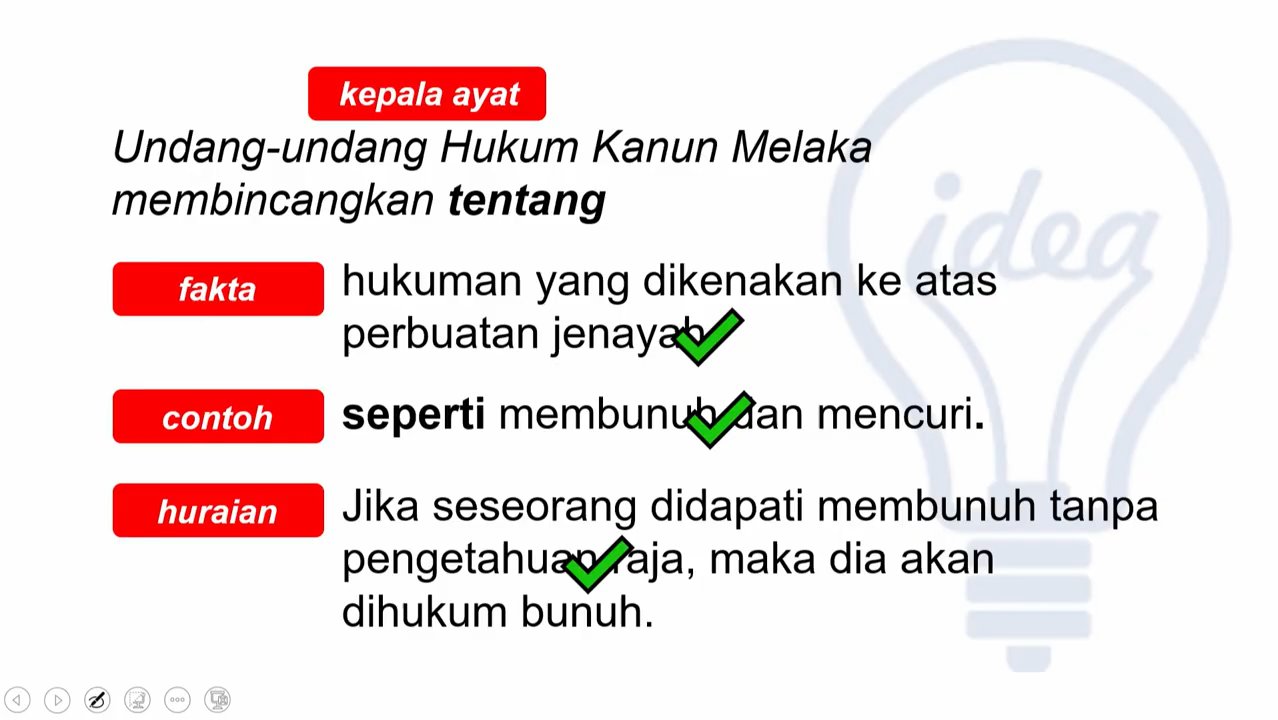 kepala ayat
Undang-undang Hukum Kanun Melaka
membincangkan tentang
fakta
hukuman yang dikenakan ke atas
perbuatan jenayah
contoh
seperti membunuh dan mencuri.
huraian
Jika seseorang didapati membunuh tanpa
pengetahuan raja, maka dia akan
dihukum bunuh.
idea